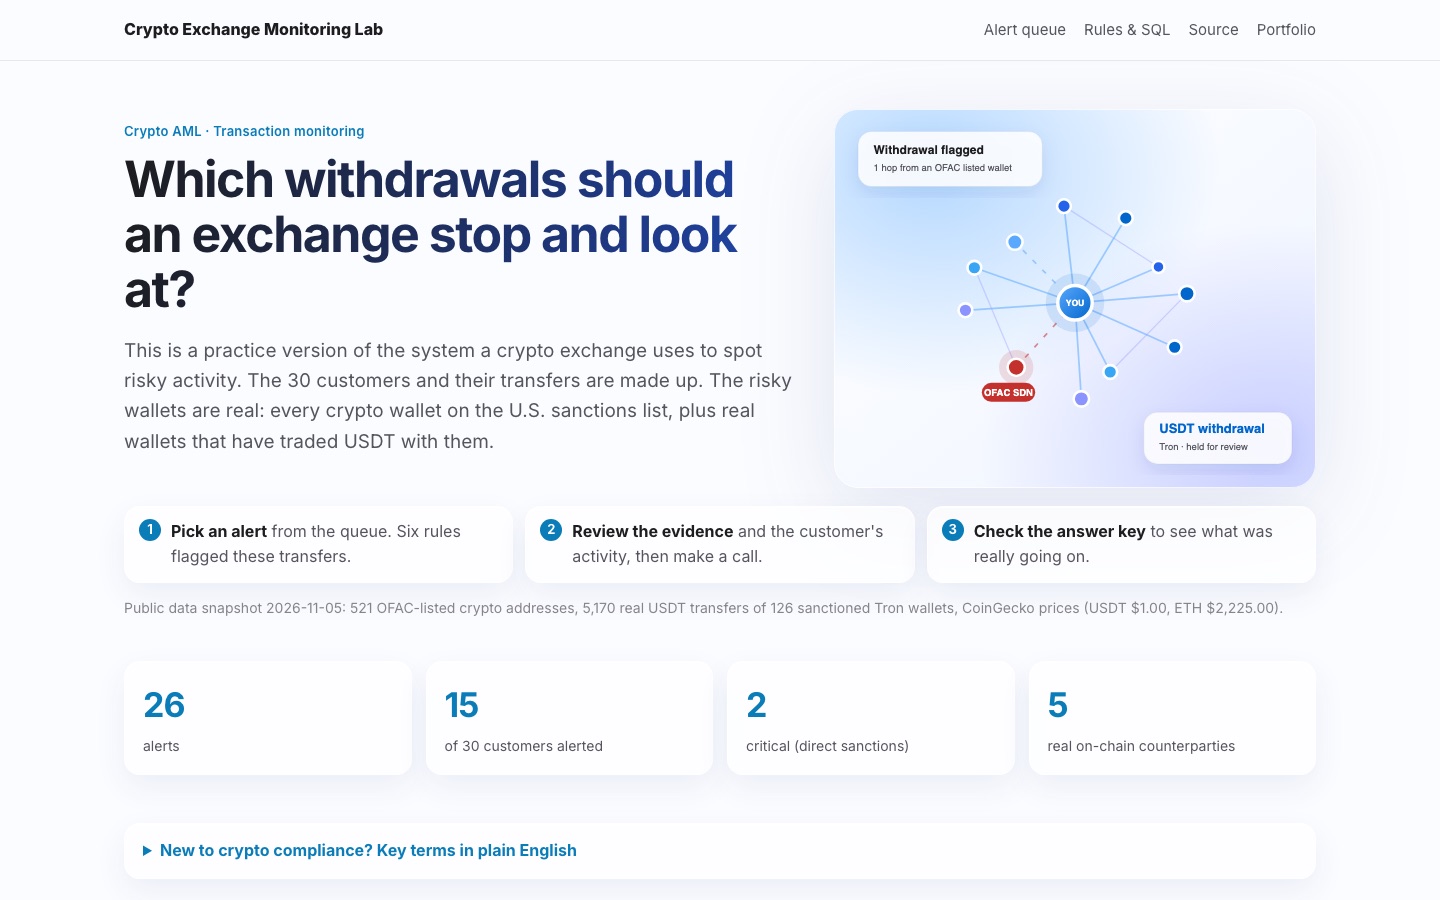 Crypto Exchange Monitoring Lab
Alert queue
Rules & SQL
Source
Portfolio
Crypto AML · Transaction monitoring
Which withdrawals should
an exchange stop and look
at?
This is a practice version of the system a crypto exchange uses to spot
risky activity. The 30 customers and their transfers are made up. The risky
wallets are real: every crypto wallet on the U.S. sanctions list, plus real
wallets that have traded USDT with them.
Withdrawal flagged
1 hop from an OFAC listed wallet
YOU
OFAC SDN
USDT withdrawal
Tron · held for review
1
Pick an alert from the queue. Six rules
flagged these transfers.
2
Review the evidence and the customer's
activity, then make a call.
3
Check the answer key to see what was
really going on.
Public data snapshot 2026-11-05: 521 OFAC-listed crypto addresses, 5,170 real USDT transfers of 126 sanctioned Tron wallets, CoinGecko prices (USDT $1.00, ETH $2,225.00).
26
alerts
15
of 30 customers alerted
2
critical (direct sanctions)
5
real on-chain counterparties
New to crypto compliance? Key terms in plain English